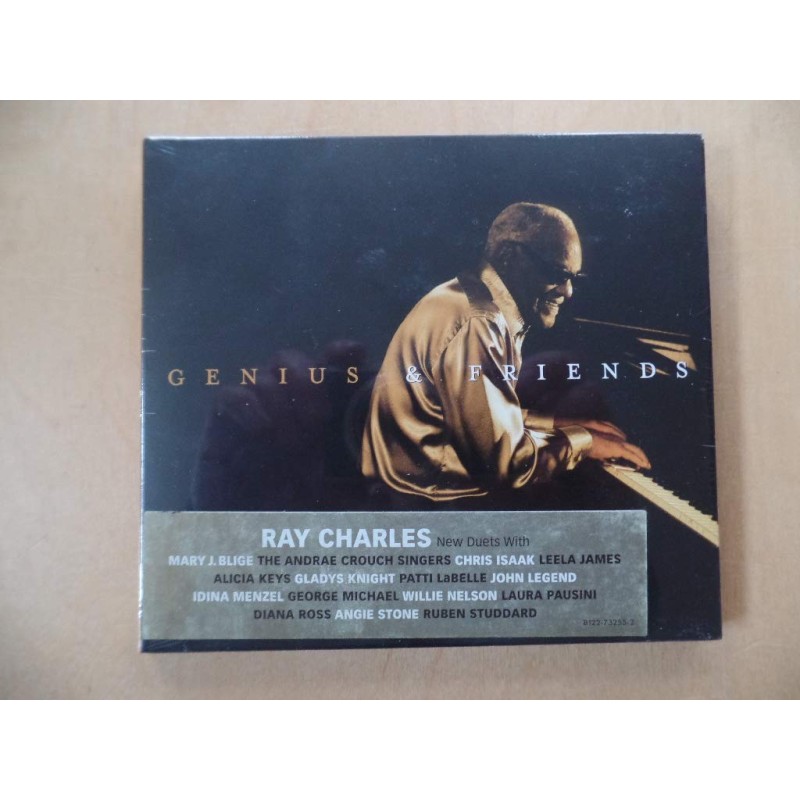 GENIUS & FRIENDS
RAY CHARLES New Duets With
MARY J. BLIGE THE ANDRAE CROUCH SINGERS CHRIS ISAAK LEELA JAMES
ALICIA KEYS GLADYS KNIGHT PATTI LaBELLE JOHN LEGEND
IDINA MENZEL GEORGE MICHAEL WILLIE NELSON LAURA PAUSINI
DIANA ROSS ANGIE STONE RUBEN STUDDARD